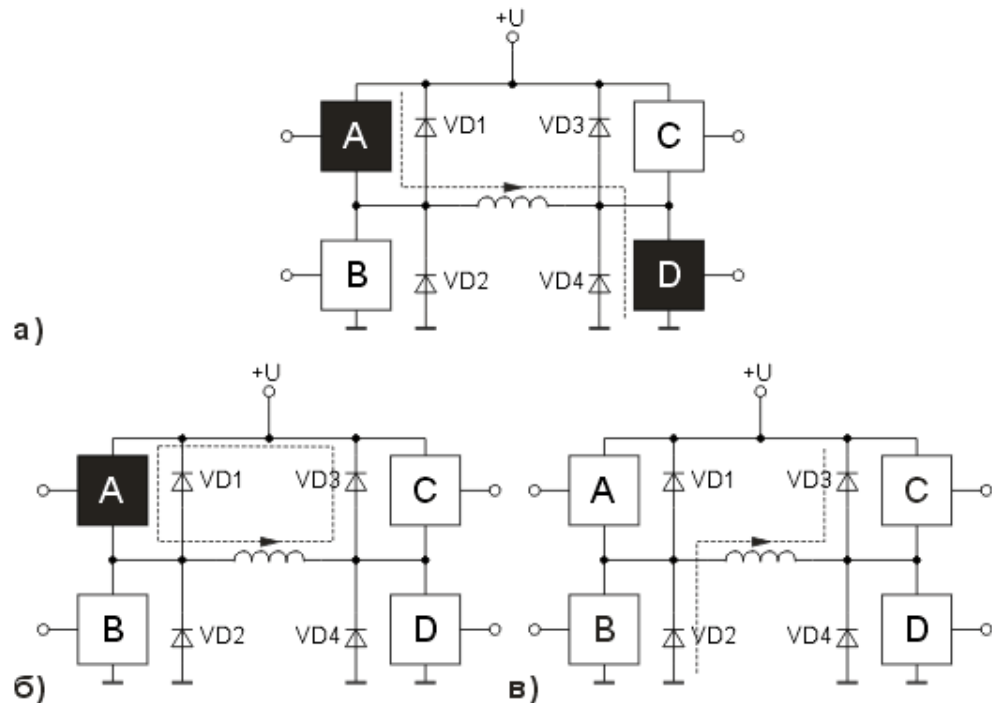 +U
A VD1 VD3 C
B VD2 VD4 D
а)
+U +U
A VD1 VD3 C A VD1 VD3 C
B VD2 VD4 D B VD2 VD4 D
б) в)